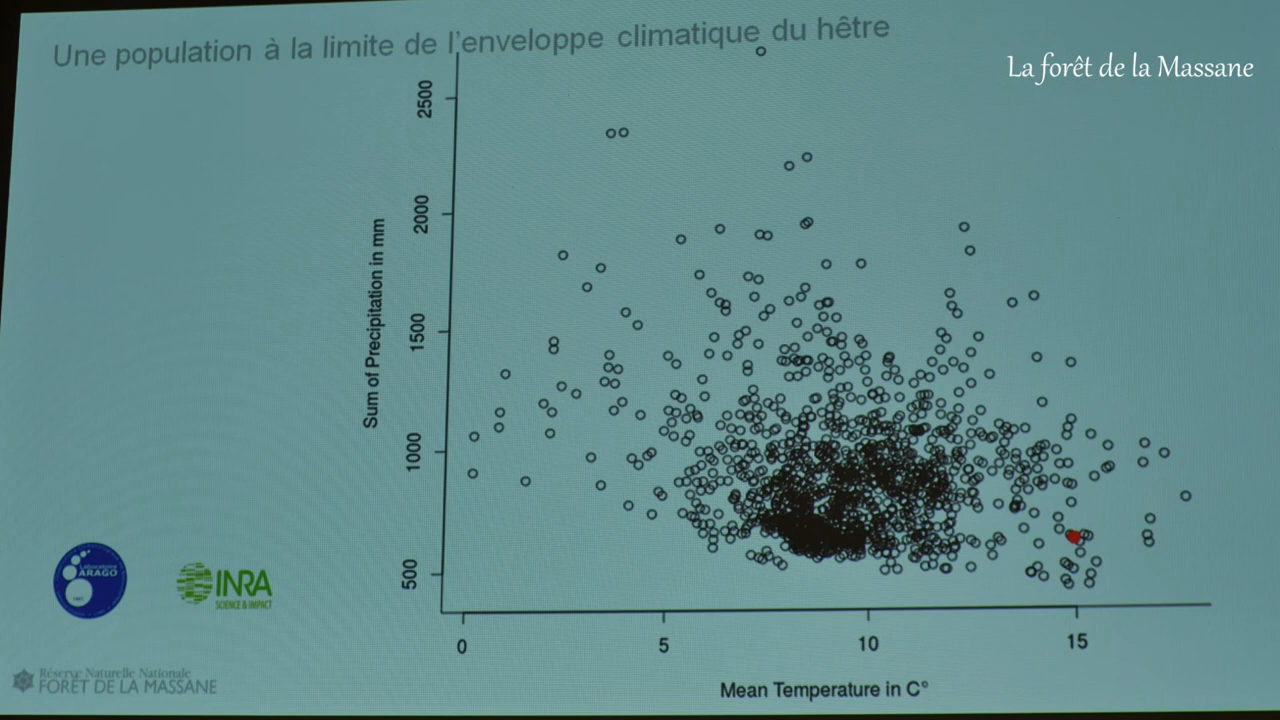 Une population à la limite de l'enveloppe climatique du hêtre
La forêt de la Massane
2500
2000
1500
1000
500
Sum of Precipitation in mm
0 5 10 15
Mean Temperature in C°
Laboratoire
ARAGO
INRA
SCIENCE & IMPACT
Réserve Naturelle Nationale
FORÊT DE LA MASSANE